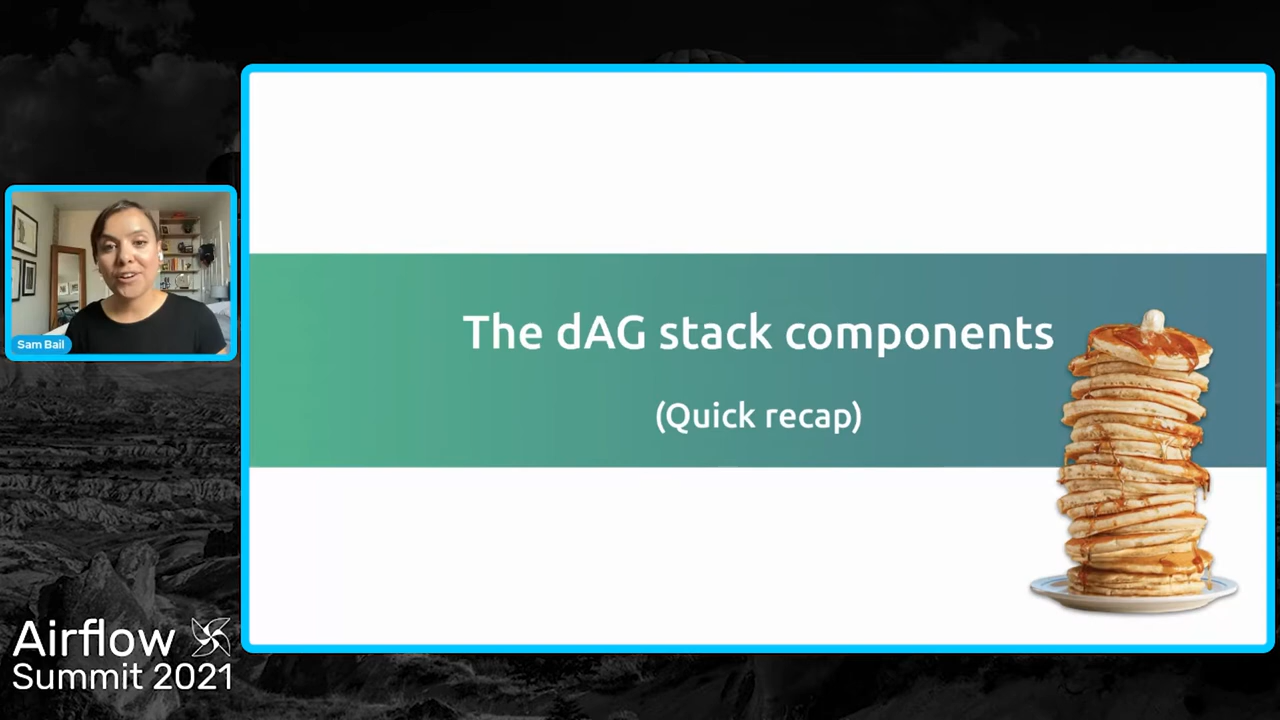 The dAG stack components
(Quick recap)
Sam Bail
Airflow
Summit 2021